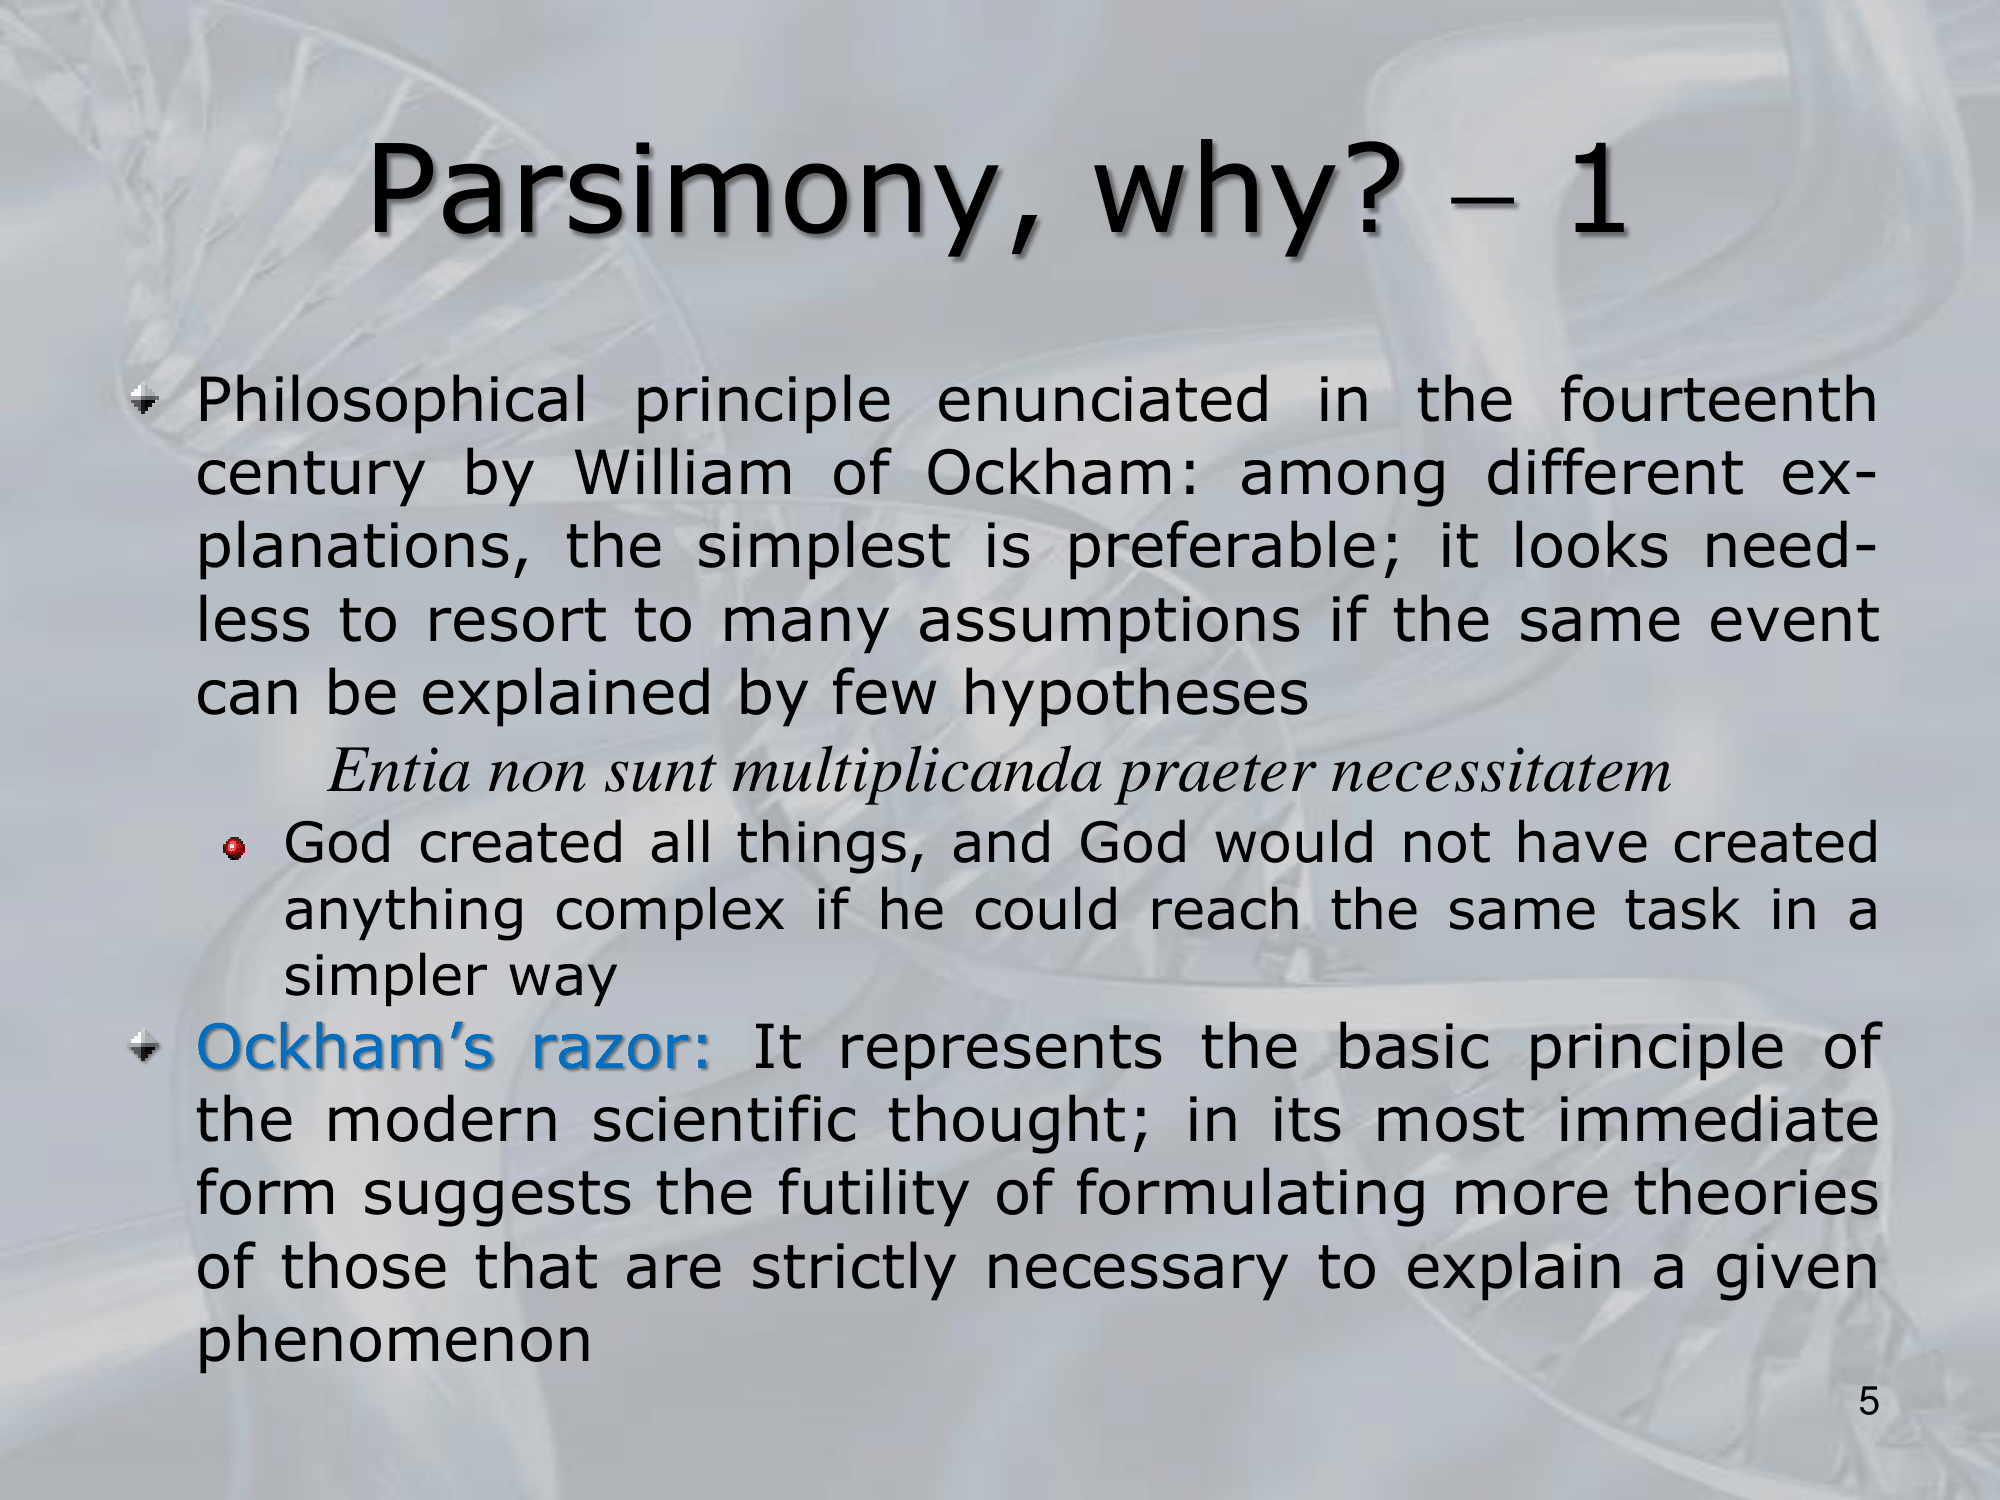 Parsimony, why? – 1
Philosophical principle enunciated in the fourteenth
century by William of Ockham: among different ex-
planations, the simplest is preferable; it looks need-
less to resort to many assumptions if the same event
can be explained by few hypotheses
Entia non sunt multiplicanda praeter necessitatem
God created all things, and God would not have created
anything complex if he could reach the same task in a
simpler way
Ockham’s razor: It represents the basic principle of
the modern scientific thought; in its most immediate
form suggests the futility of formulating more theories
of those that are strictly necessary to explain a given
phenomenon
5